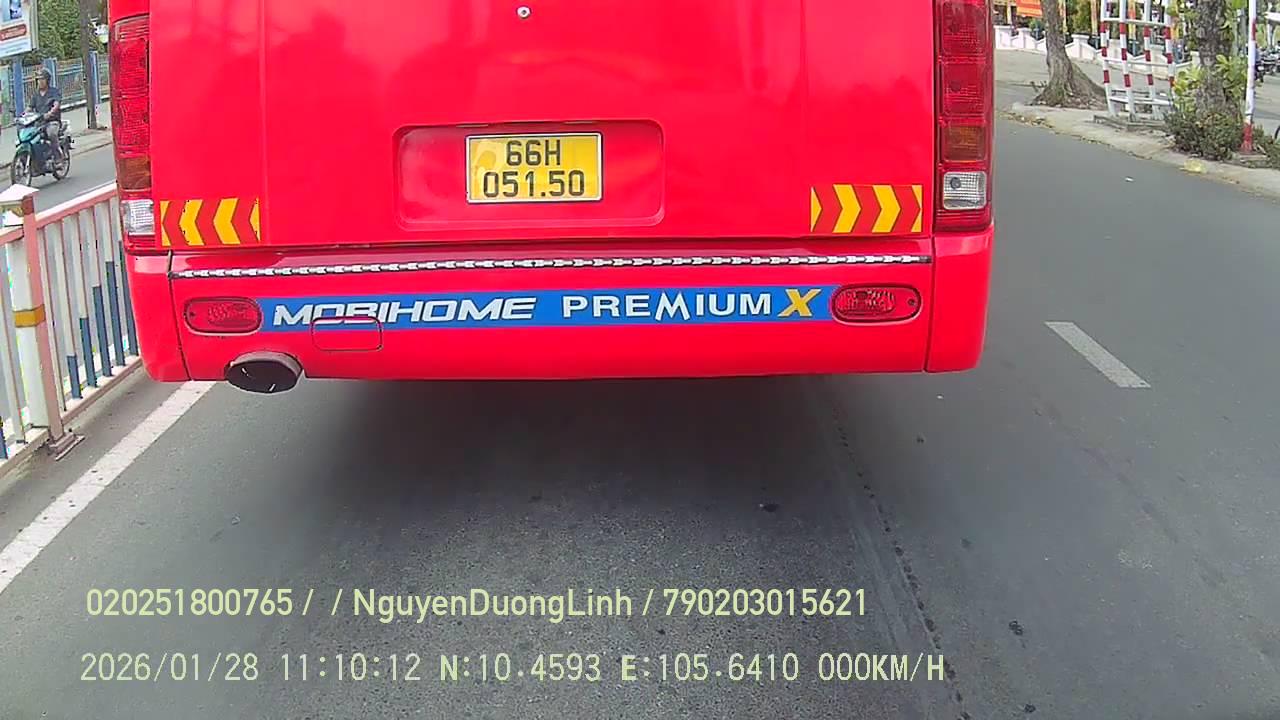 66H
051.50
MOBIHOME PREMIUM X
020251800765 / / NguyenDuongLinh / 790203015621
2026/01/28 11:10:12 N:10.4593 E:105.6410 000KM/H